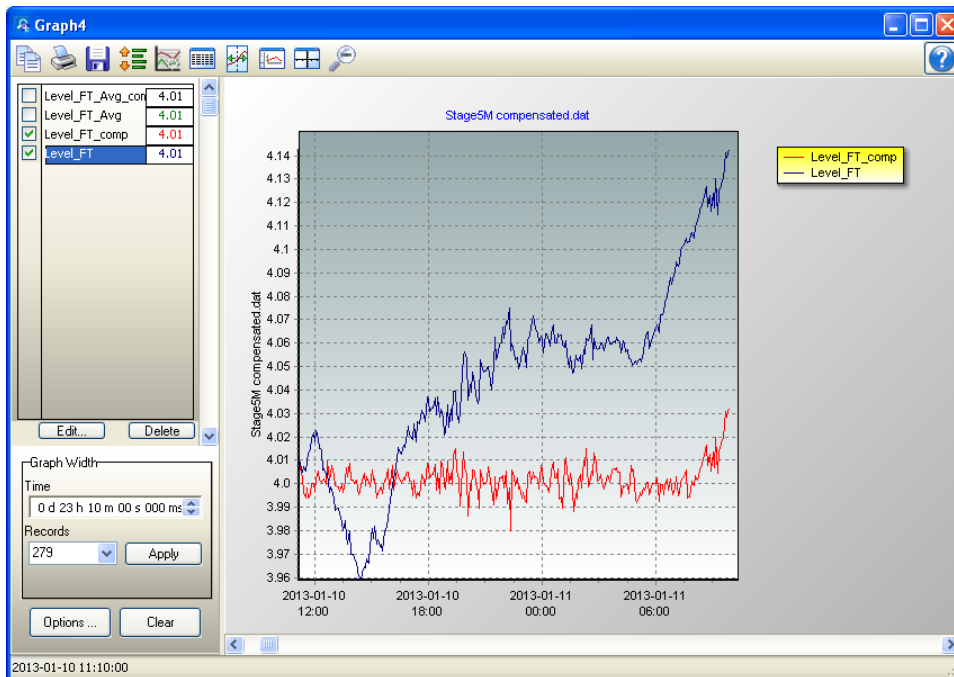 Graph4
Level_FT_Avg_con 4.01
Level_FT_Avg 4.01
Level_FT_comp 4.01
Level_FT 4.01
Edit...
Delete
Graph Width
Time
0 d 23 h 10 m 00 s 000 ms
Records
279
Apply
Options ...
Clear
Stage5M compensated.dat
Stage5M compensated.dat
4.14
4.13
4.12
4.11
4.1
4.09
4.08
4.07
4.06
4.05
4.04
4.03
4.02
4.01
4.0
3.99
3.98
3.97
3.96
2013-01-10 2013-01-10 2013-01-11 2013-01-11
12:00 18:00 00:00 06:00
Level_FT_comp
Level_FT
2013-01-10 11:10:00